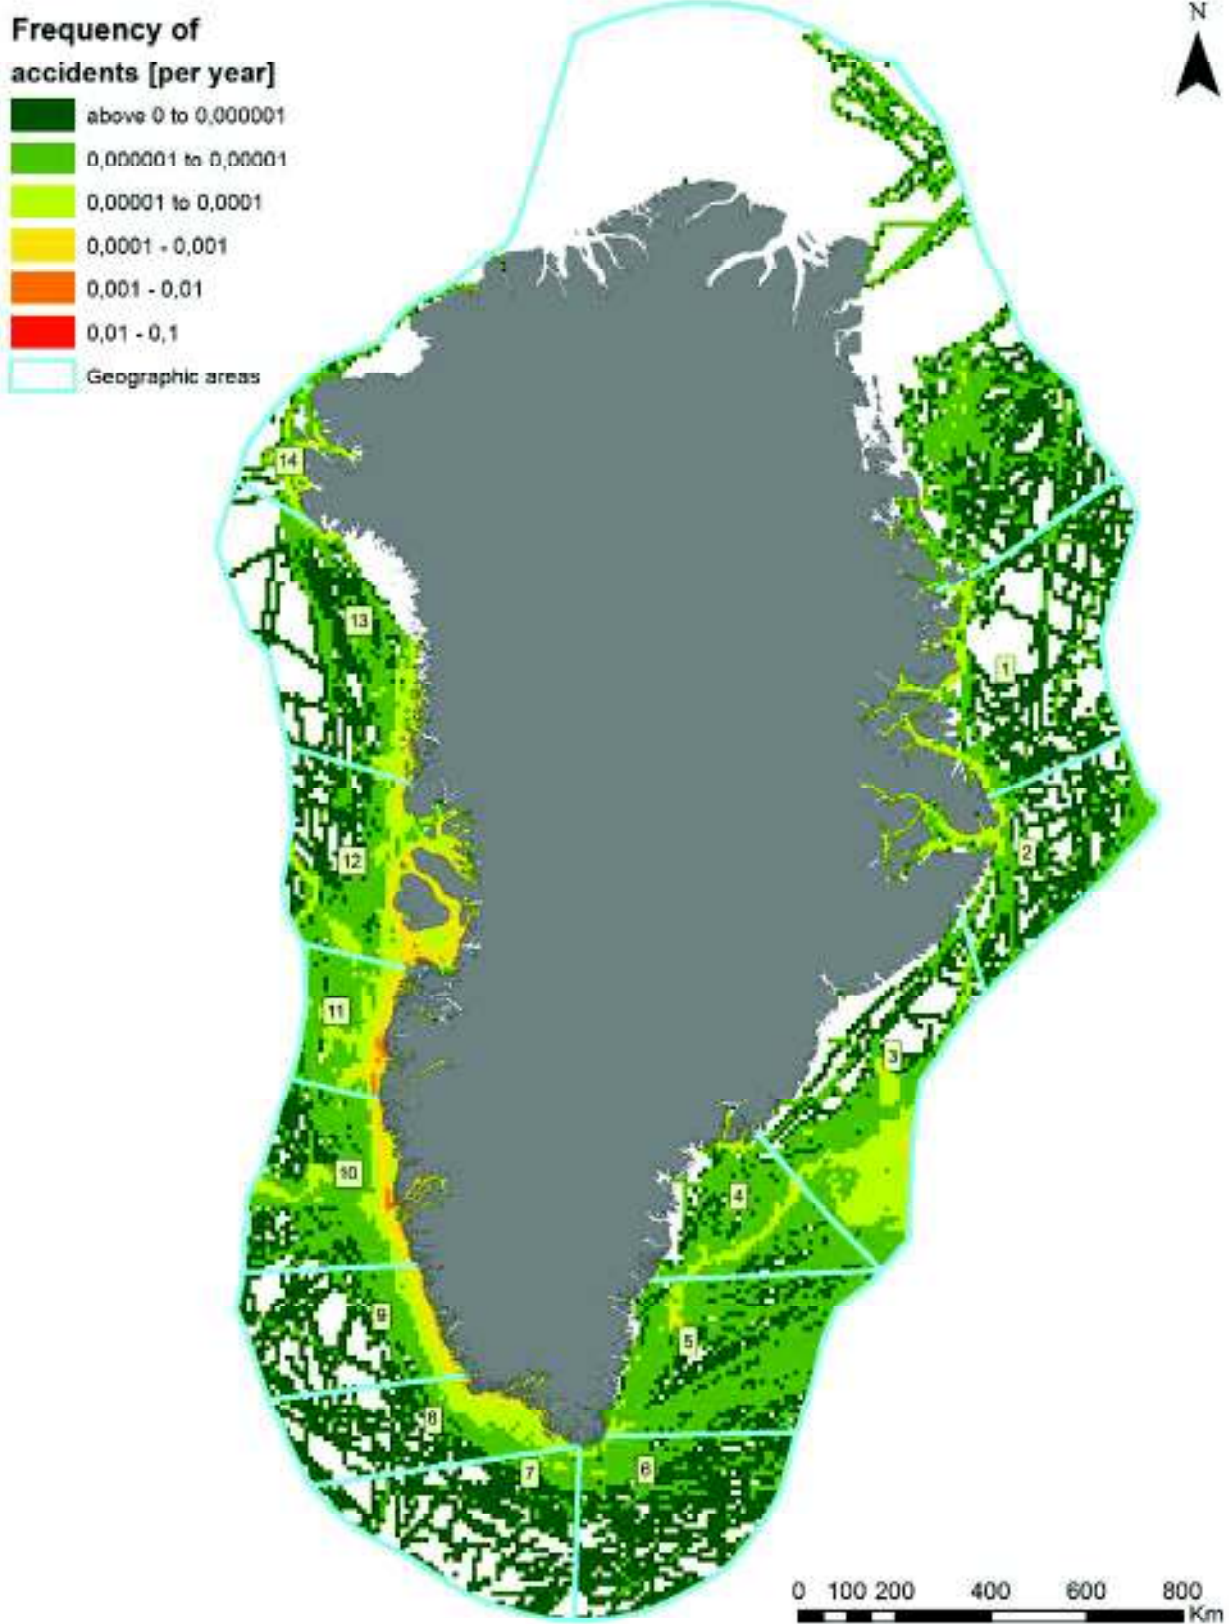 Frequency of
accidents [per year]
above 0 to 0,000001
0,000001 to 0,00001
0,00001 to 0,0001
0,0001 - 0,001
0,001 - 0,01
0,01 - 0,1
Geographic areas
N
14
13
1
12
2
11
3
10
4
9
5
8
7
6
0 100 200 400 600 800
Km